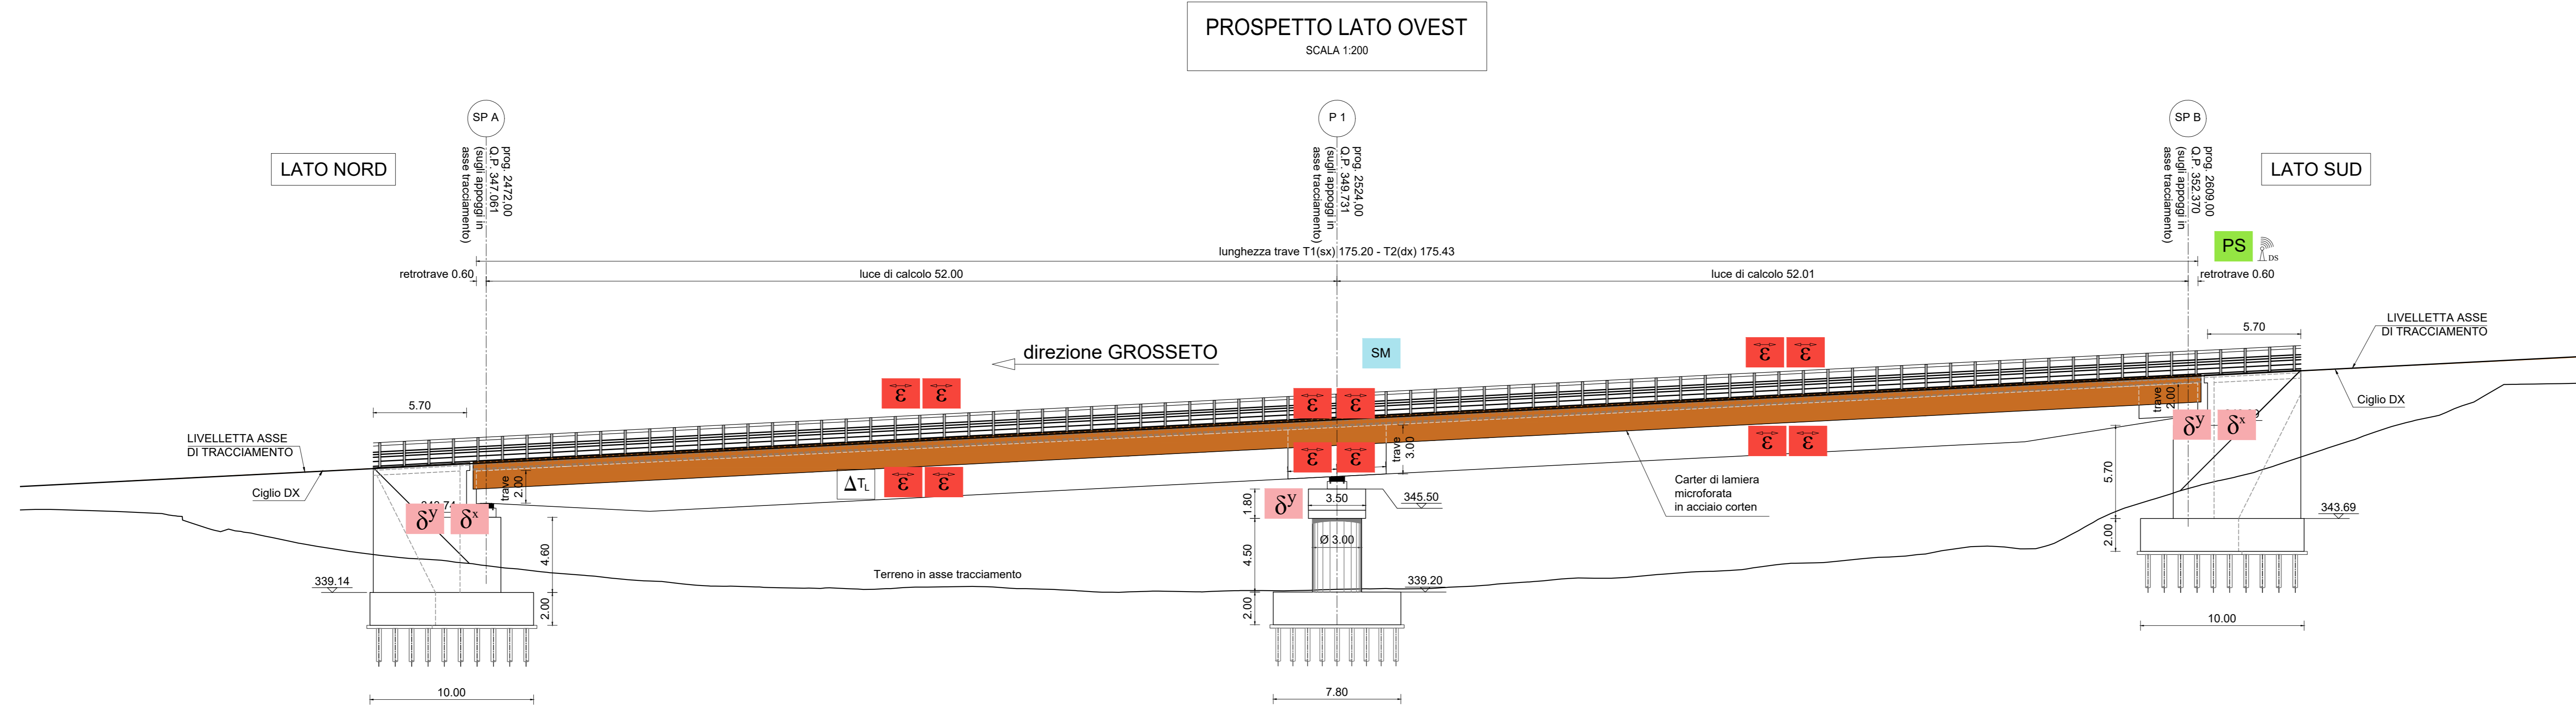 PROSPETTO LATO OVEST
SCALA 1:200
SP A
P 1
SP B
LATO NORD
LATO SUD
prog. 2472,00
Q.P. 347.061
(sugli appoggi in
asse tracciamento)
prog. 2524,00
Q.P. 349.731
(sugli appoggi in
asse tracciamento)
prog. 2609,00
Q.P. 352.370
(sugli appoggi in
asse tracciamento)
PS
DS
lunghezza trave T1(sx) 175.20 - T2(dx) 175.43
retrotrave 0.60
luce di calcolo 52.00
luce di calcolo 52.01
retrotrave 0.60
direzione GROSSETO
SM
LIVELLETTA ASSE
DI TRACCIAMENTO
5.70
Ciglio DX
ε ε
ε ε
ε ε
5.70
LIVELLETTA ASSE
DI TRACCIAMENTO
Ciglio DX
trave
2.00
trave
3.00
trave
2.00
δy δx
ε ε
ε ε
ε ε
ΔTL
δy δx
δy
Carter di lamiera
microforata
in acciaio corten
1.80
3.50
345.50
Ø 3.00
4.50
4.60
5.70
343.69
2.00
Terreno in asse tracciamento
339.14
339.20
2.00
2.00
10.00
10.00
7.80